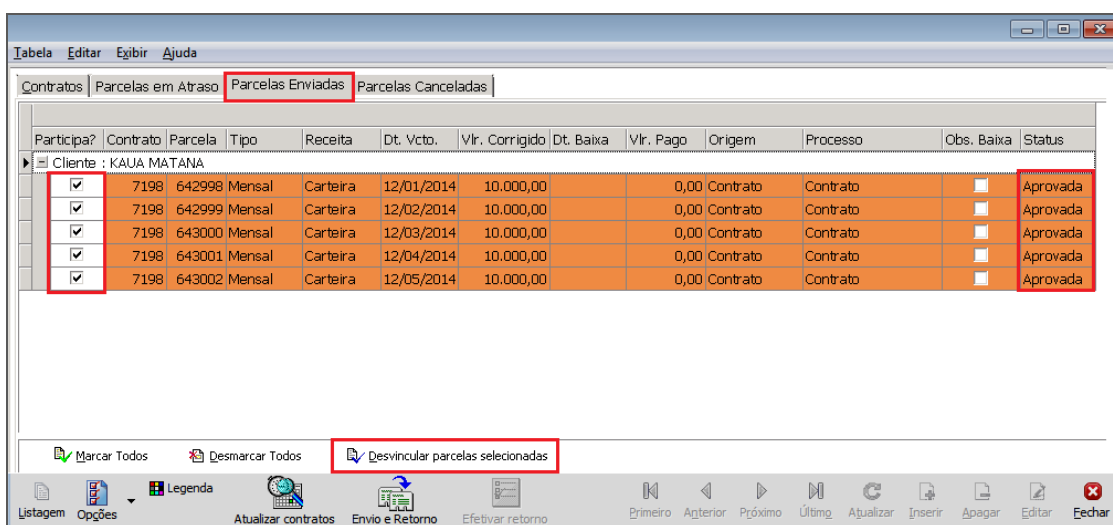 Tabela Editar Exibir Ajuda
Contratos Parcelas em Atraso Parcelas Enviadas Parcelas Canceladas
Participa? Contrato Parcela Tipo Receita Dt. Vcto. Vlr. Corrigido Dt. Baixa Vlr. Pago Origem Processo Obs. Baixa Status
Cliente : KAUA MATANA
7198 642998 Mensal Carteira 12/01/2014 10.000,00 0,00 Contrato Contrato Aprovada
7198 642999 Mensal Carteira 12/02/2014 10.000,00 0,00 Contrato Contrato Aprovada
7198 643000 Mensal Carteira 12/03/2014 10.000,00 0,00 Contrato Contrato Aprovada
7198 643001 Mensal Carteira 12/04/2014 10.000,00 0,00 Contrato Contrato Aprovada
7198 643002 Mensal Carteira 12/05/2014 10.000,00 0,00 Contrato Contrato Aprovada
Marcar Todos Desmarcar Todos Desvincular parcelas selecionadas
Listagem Opções Legenda Atualizar contratos Envio e Retorno Efetivar retorno Primeiro Anterior Próximo Último Atualizar Inserir Apagar Editar Fechar